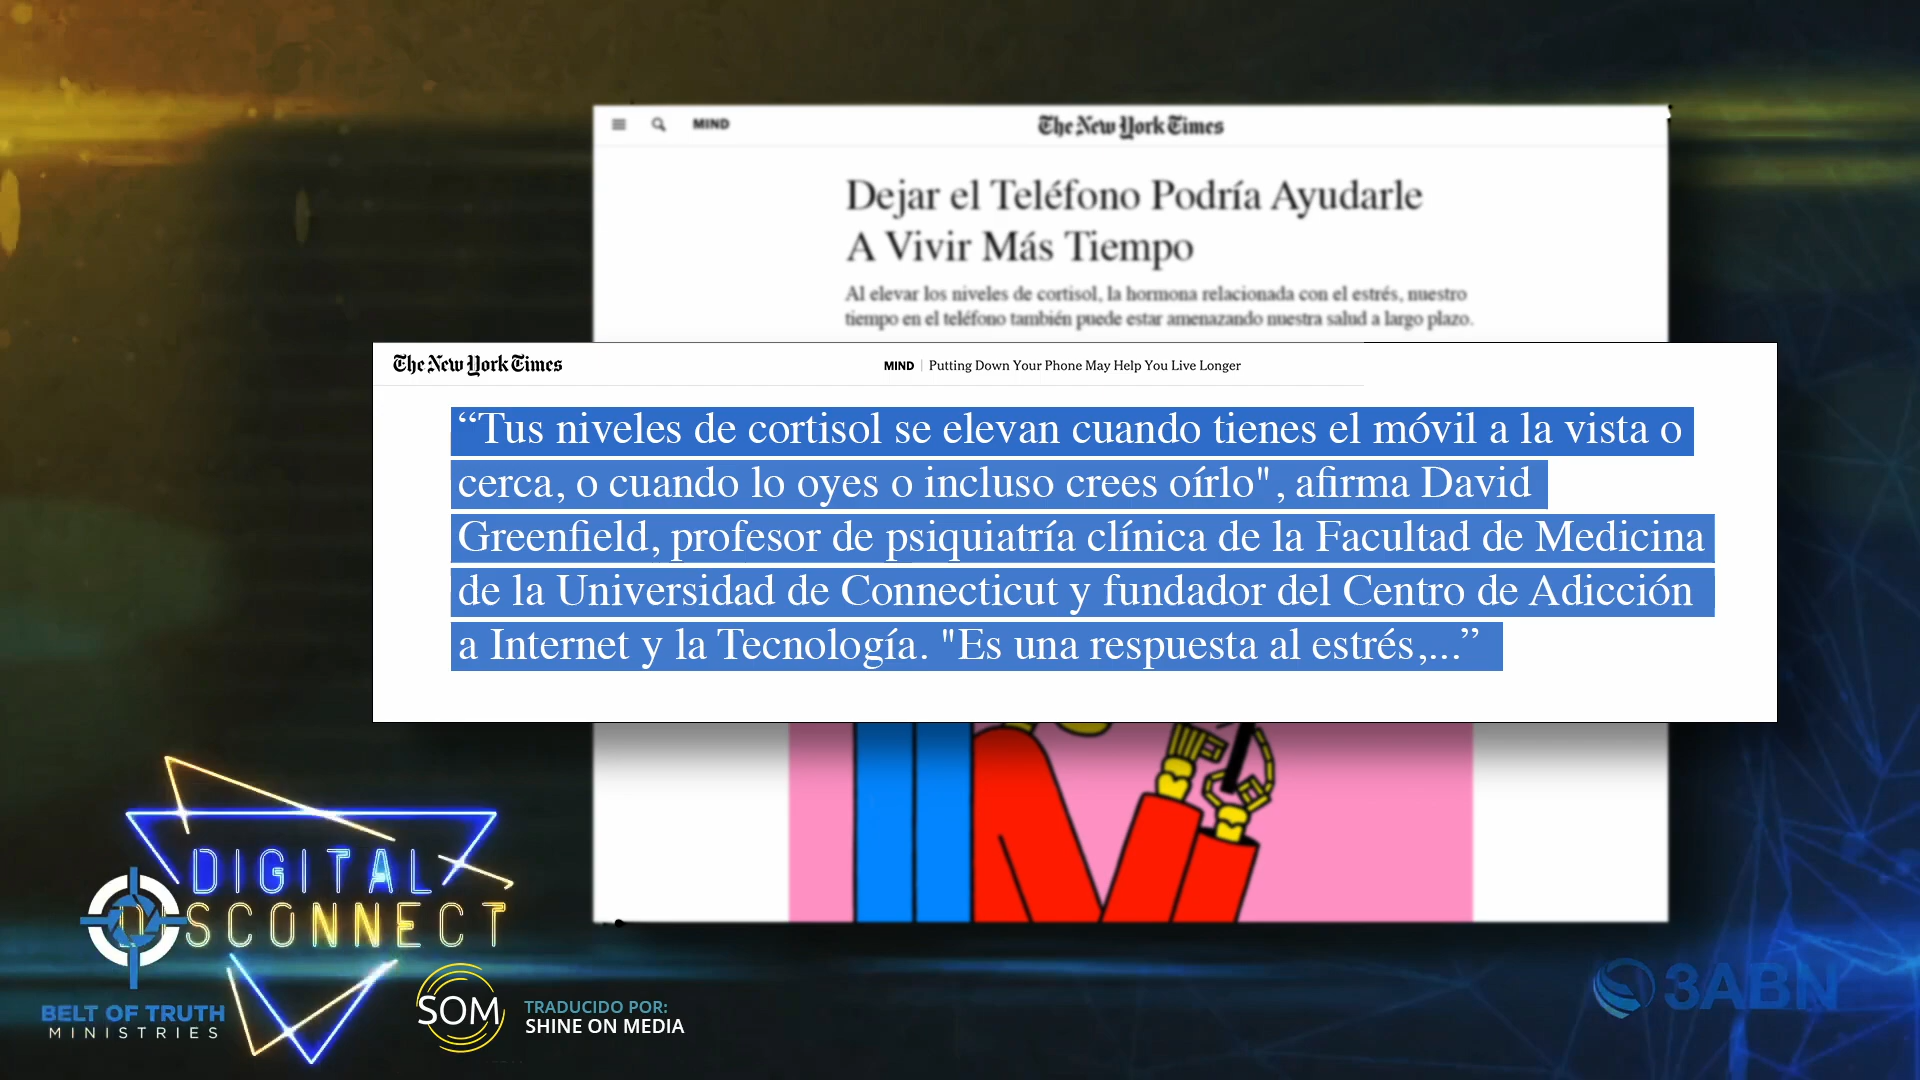 MIND
The New York Times
Dejar el Teléfono Podría Ayudarle
A Vivir Más Tiempo
Al elevar los niveles de cortisol, la hormona relacionada con el estrés, nuestro
tiempo en el teléfono también puede estar amenazando nuestra salud a largo plazo.
The New York Times
MIND | Putting Down Your Phone May Help You Live Longer
“Tus niveles de cortisol se elevan cuando tienes el móvil a la vista o
cerca, o cuando lo oyes o incluso crees oírlo", afirma David
Greenfield, profesor de psiquiatría clínica de la Facultad de Medicina
de la Universidad de Connecticut y fundador del Centro de Adicción
a Internet y la Tecnología. "Es una respuesta al estrés,...”
DIGITAL
DISCONNECT
BELT OF TRUTH
MINISTRIES
SOM
TRADUCIDO POR:
SHINE ON MEDIA
3ABN